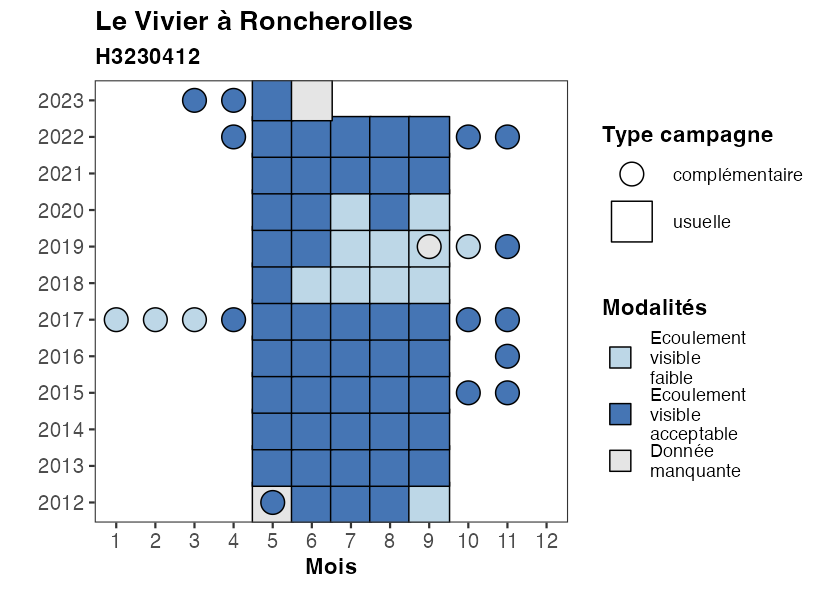 Le Vivier à Roncherolles
H3230412
2023
2022
2021
2020
2019
2018
2017
2016
2015
2014
2013
2012
1 2 3 4 5 6 7 8 9 10 11 12
Mois
Type campagne
complémentaire
usuelle
Modalités
Ecoulement
visible
faible
Ecoulement
visible
acceptable
Donnée
manquante